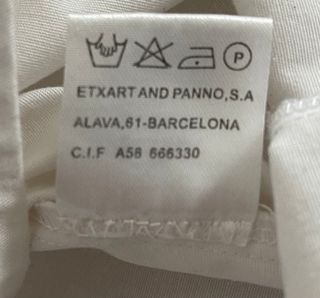 P
ETXART AND PANNO,S.A
ALAVA,61-BARCELONA
C.I.F A58 666330